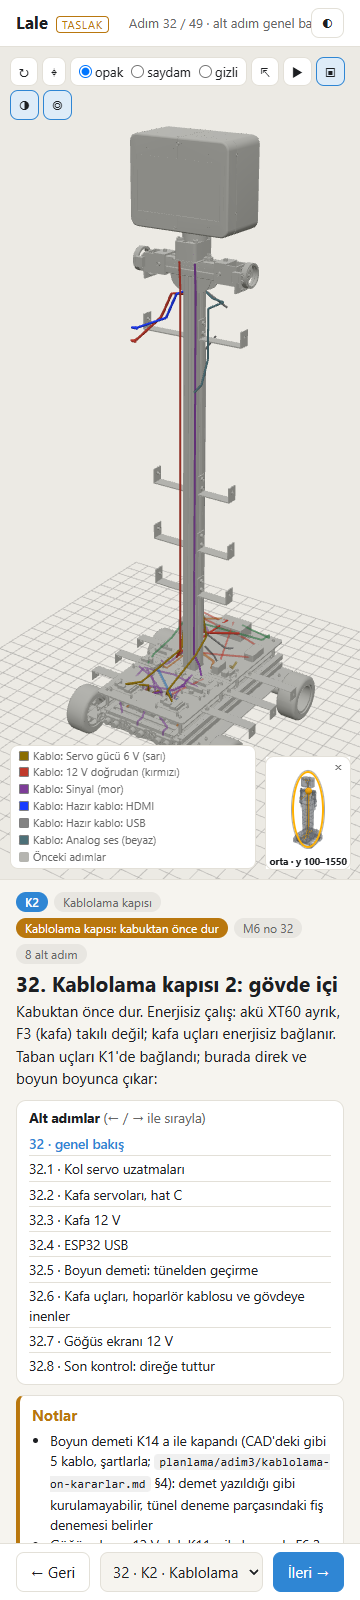 Lale TASLAK Adım 32 / 49 · alt adım genel ba
opak saydam gizli
Kablo: Servo gücü 6 V (sarı)
Kablo: 12 V doğrudan (kırmızı)
Kablo: Sinyal (mor)
Kablo: Hazır kablo: HDMI
Kablo: Hazır kablo: USB
Kablo: Analog ses (beyaz)
Önceki adımlar
×
orta · y 100–1550
K2 Kablolama kapısı
Kablolama kapısı: kabuktan önce dur M6 no 32
8 alt adım
32. Kablolama kapısı 2: gövde içi
Kabuktan önce dur. Enerjisiz çalış: akü XT60 ayrık,
F3 (kafa) takılı değil; kafa uçları enerjisiz bağlanır.
Taban uçları K1'de bağlandı; burada direk ve
boyun boyunca çıkar:
Alt adımlar (← / → ile sırayla)
32 · genel bakış
32.1 · Kol servo uzatmaları
32.2 · Kafa servoları, hat C
32.3 · Kafa 12 V
32.4 · ESP32 USB
32.5 · Boyun demeti: tünelden geçirme
32.6 · Kafa uçları, hoparlör kablosu ve gövdeye
inenler
32.7 · Göğüs ekranı 12 V
32.8 · Son kontrol: direğe tuttur
Notlar
• Boyun demeti K14 a ile kapandı (CAD'deki gibi
5 kablo, şartlarla; planlama/adim3/kablolama-
on-kararlar.md §4): demet yazıldığı gibi
kurulamayabilir, tünel deneme parçasındaki fiş
denemesi belirler
← Geri 32 · K2 · Kablolama İleri →